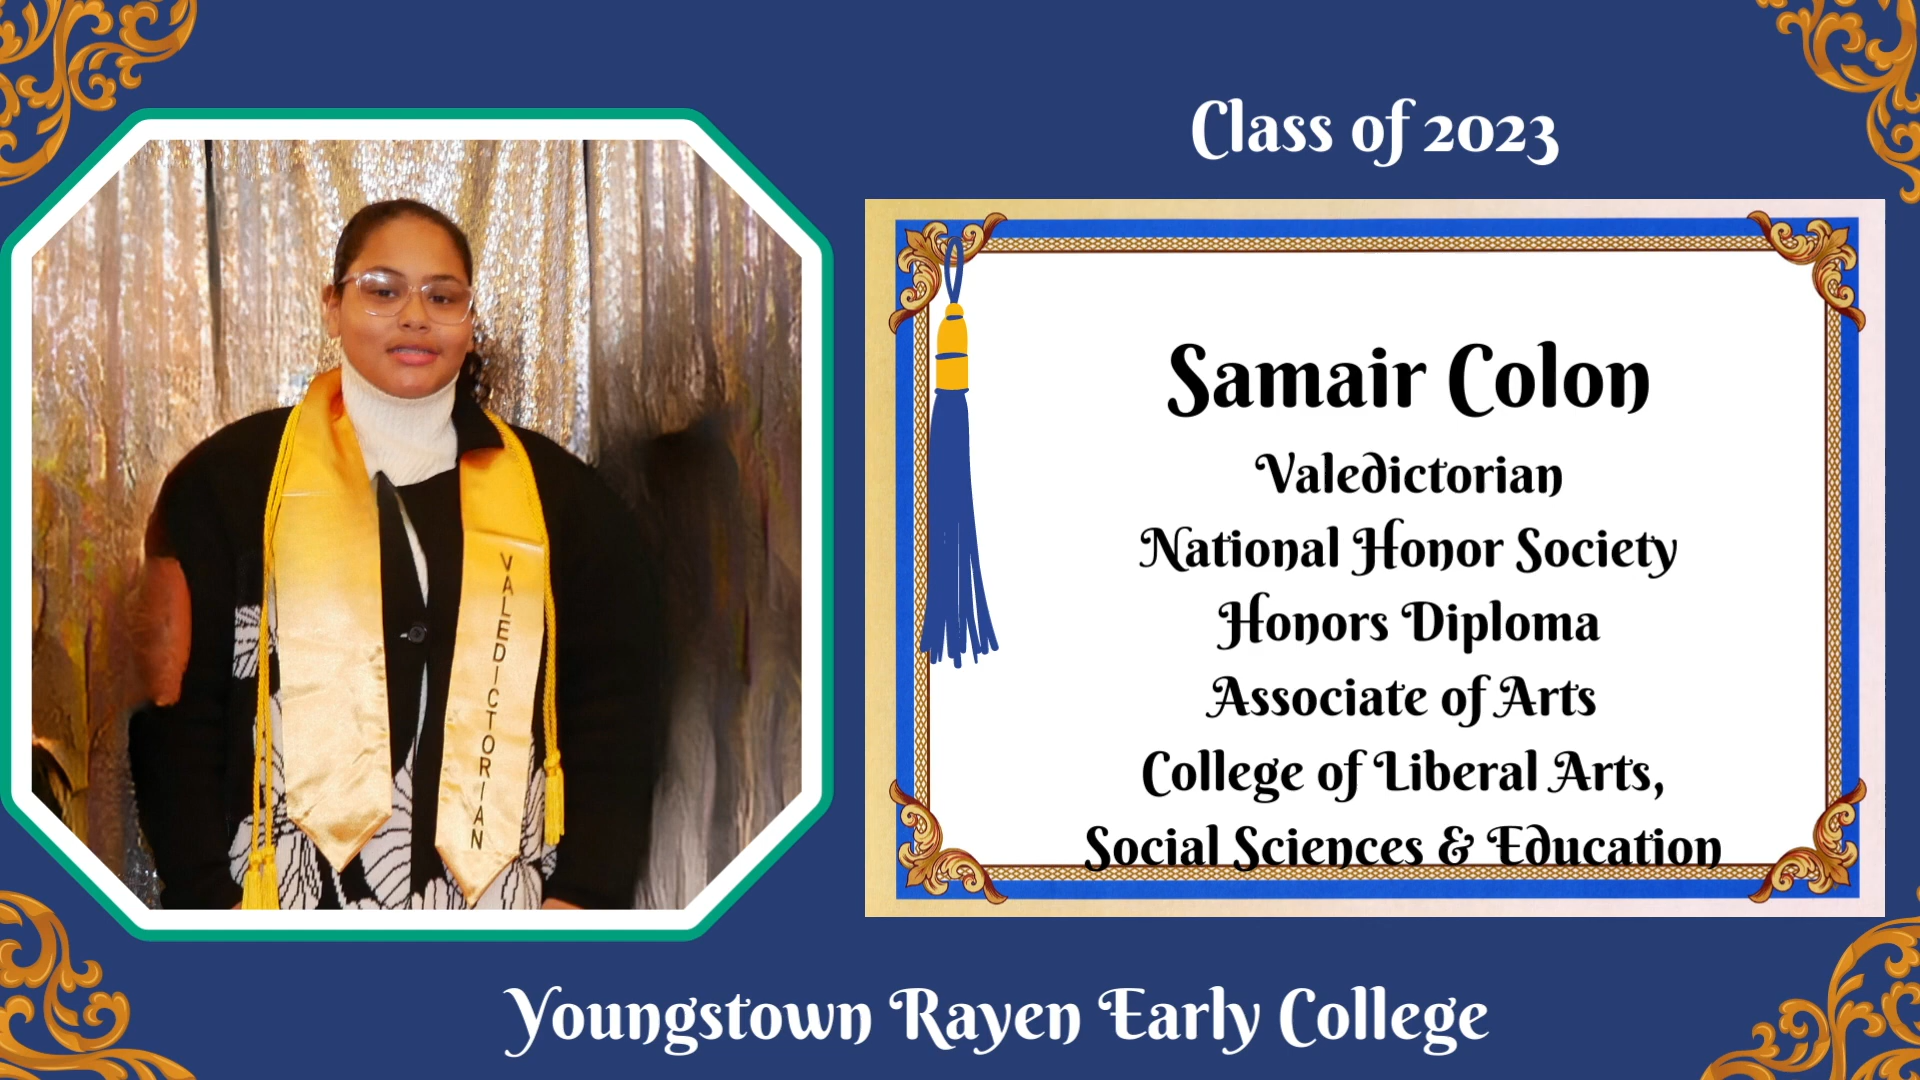 Class of 2023
Samair Colon
Valedictorian
National Honor Society
Honors Diploma
Associate of Arts
College of Liberal Arts,
Social Sciences & Education
VALEDICTORIAN
Youngstown Rayen Early College